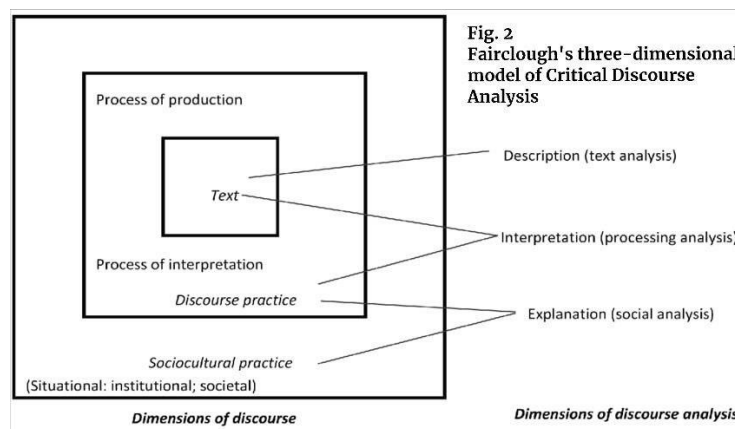 Fig. 2
Fairclough's three-dimensional
model of Critical Discourse
Analysis
Process of production
Text
Process of interpretation
Discourse practice
Sociocultural practice
(Situational: institutional; societal)
Description (text analysis)
Interpretation (processing analysis)
Explanation (social analysis)
Dimensions of discourse
Dimensions of discourse analysis